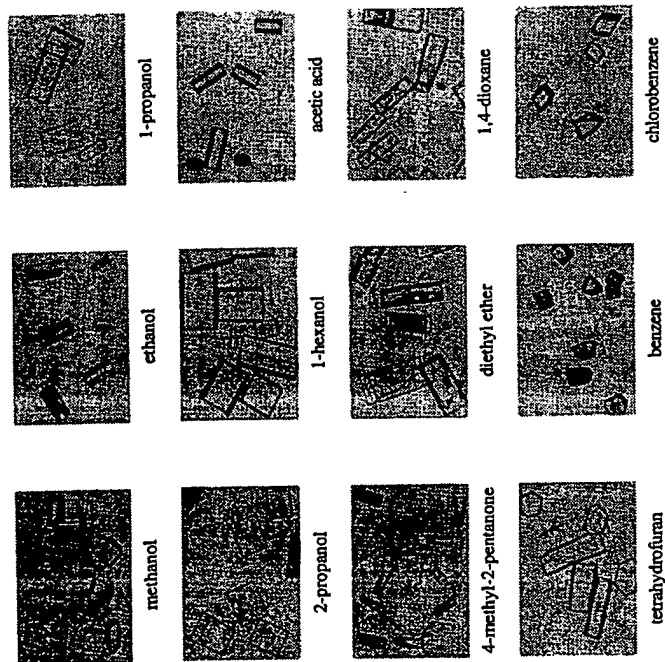 methanol
ethanol
1-propanol
2-propanol
1-hexanol
acetic acid
4-methyl-2-pentanone
diethyl ether
1,4-dioxane
tetrahydrofuran
benzene
chlorobenzene